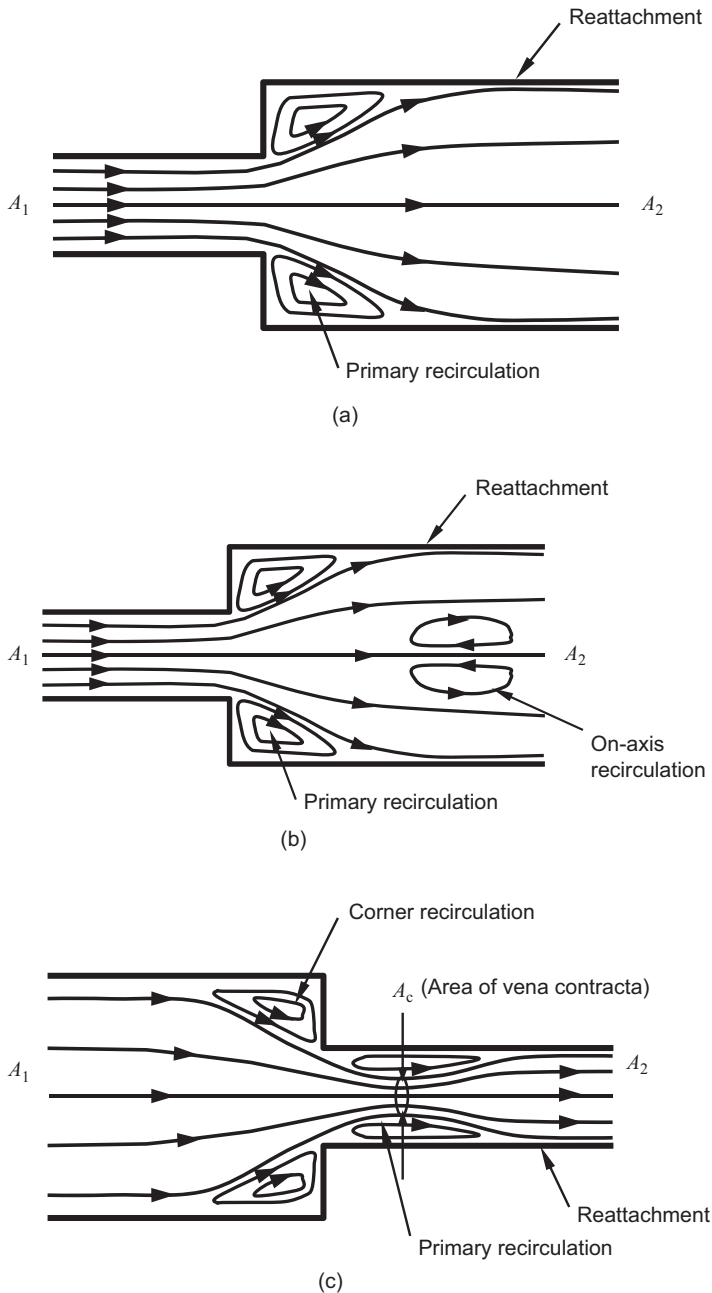 Reattachment
A1
A2
Primary recirculation
(a)
Reattachment
A1
A2
On-axis
recirculation
Primary recirculation
(b)
Corner recirculation
Ac (Area of vena contracta)
A1
A2
Reattachment
Primary recirculation
(c)